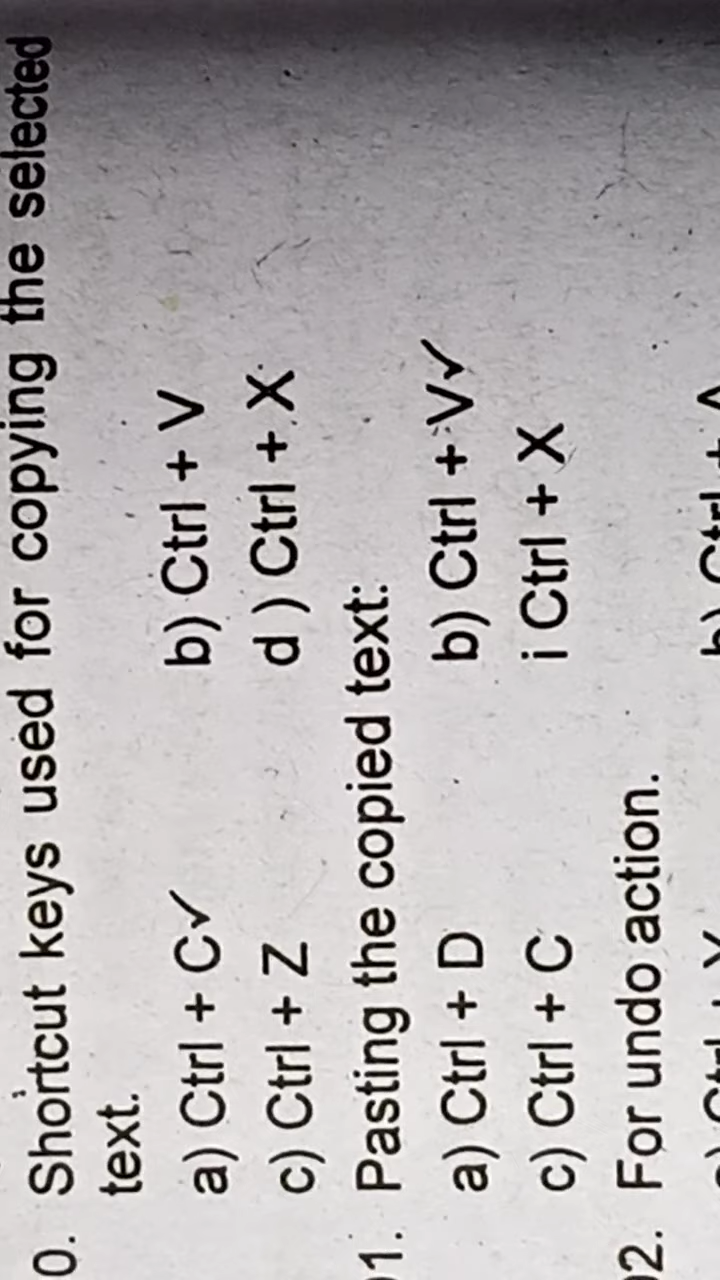 0. Shortcut keys used for copying the selected
text.
a) Ctrl + C✓ b) Ctrl + V
c) Ctrl + Z d ) Ctrl + X
1. Pasting the copied text:
a) Ctrl + D b) Ctrl + V✓
c) Ctrl + C i Ctrl + X
2. For undo action.